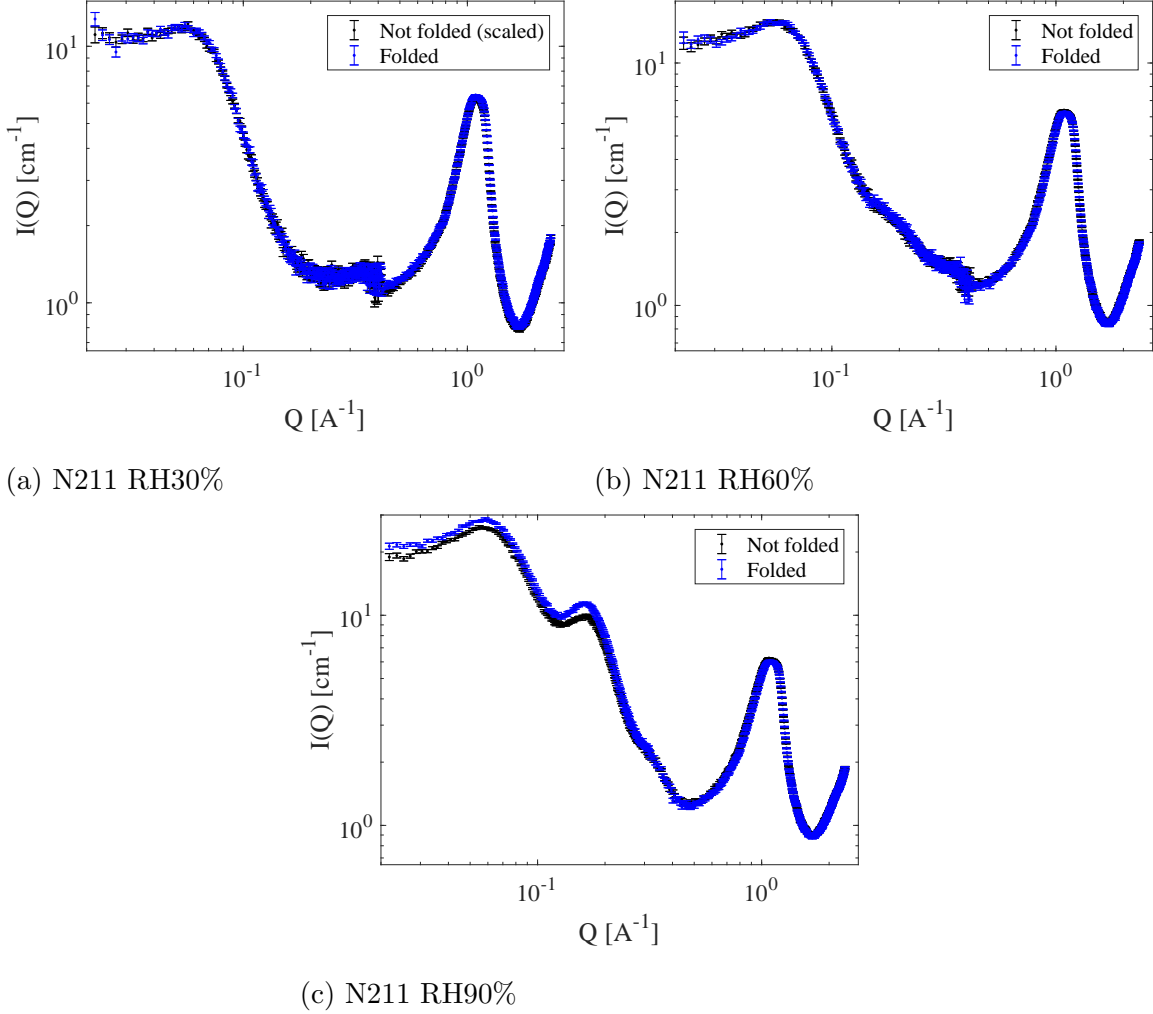 Not folded (scaled)
Folded
10^1
10^0
I(Q) [cm^-1]
10^-1
10^0
Q [A^-1]
(a) N211 RH30%
Not folded
Folded
10^1
10^0
I(Q) [cm^-1]
10^-1
10^0
Q [A^-1]
(b) N211 RH60%
Not folded
Folded
10^1
10^0
I(Q) [cm^-1]
10^-1
10^0
Q [A^-1]
(c) N211 RH90%